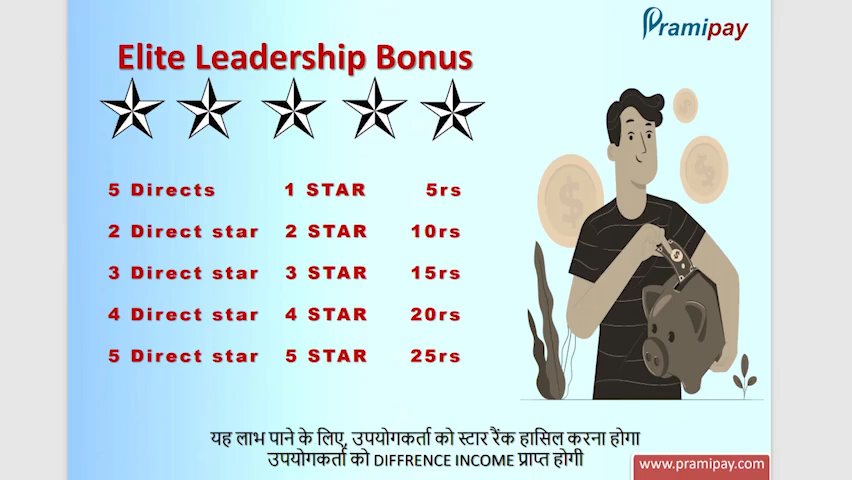 Pramipay
Elite Leadership Bonus
5 Directs 1 STAR 5rs
2 Direct star 2 STAR 10rs
3 Direct star 3 STAR 15rs
4 Direct star 4 STAR 20rs
5 Direct star 5 STAR 25rs
यह लाभ पाने के लिए, उपयोगकर्ता को स्टार रैंक हासिल करना होगा
उपयोगकर्ता को DIFFRENCE INCOME प्राप्त होगी
www.pramipay.com